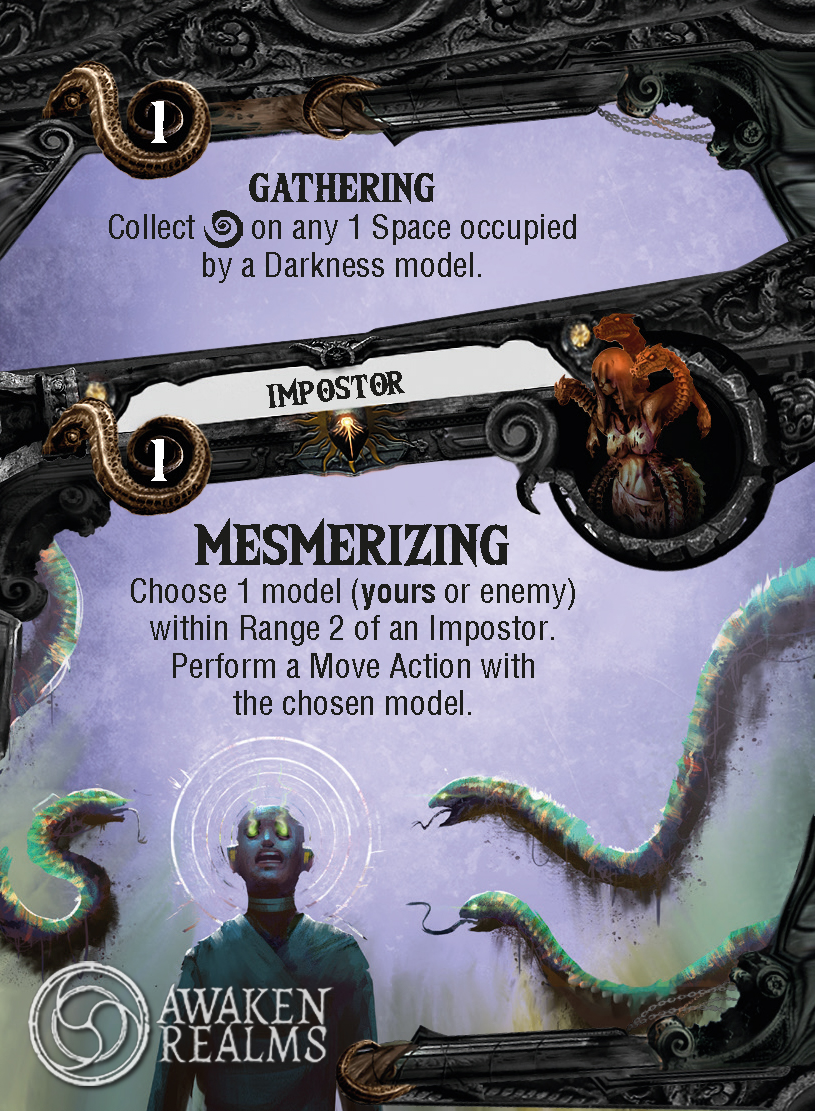 1
GATHERING
Collect on any 1 Space occupied
by a Darkness model.
IMPOSTOR
1
MESMERIZING
Choose 1 model (yours or enemy)
within Range 2 of an Impostor.
Perform a Move Action with
the chosen model.
AWAKEN
REALMS